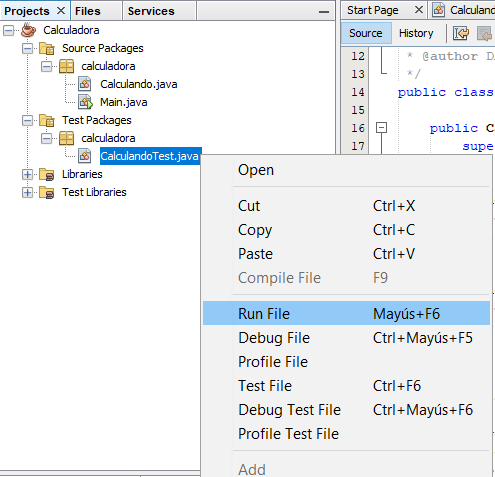 Projects
Files
Services
Calculadora
Source Packages
calculadora
Calculando.java
Main.java
Test Packages
calculadora
CalculandoTest.java
Libraries
Test Libraries
Start Page
Source
History
12 * @author
13 */
14 public class
15
16 public
17
Open
Cut Ctrl+X
Copy Ctrl+C
Paste Ctrl+V
Compile File F9
Run File Mayús+F6
Debug File Ctrl+Mayús+F5
Profile File
Test File Ctrl+F6
Debug Test File Ctrl+Mayús+F6
Profile Test File
Add